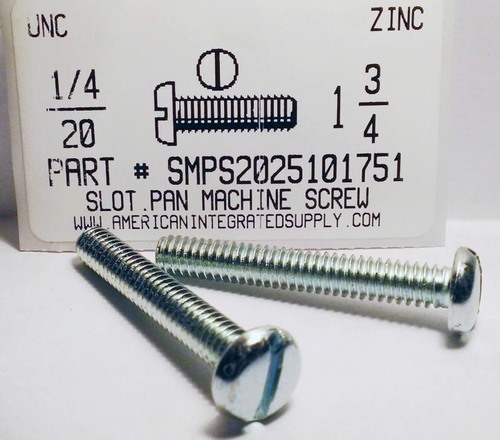 UNC ZINC
1/4
20
1 3/4
PART # SMPS2025101751
SLOT.PAN MACHINE SCREW
WWW.AMERICANINTEGRATEDSUPPLY.COM